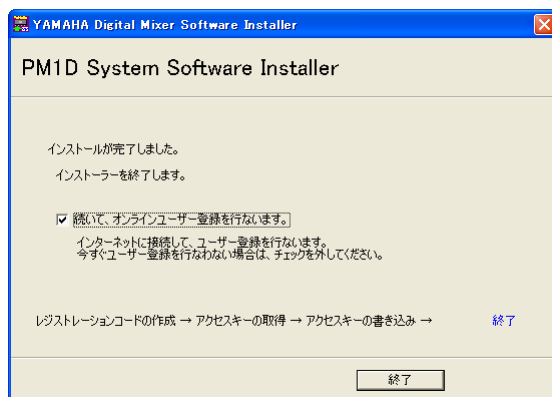 YAMAHA Digital Mixer Software Installer
PM1D System Software Installer
インストールが完了しました。
インストーラーを終了します。
続いて、オンラインユーザー登録を行ないます。
インターネットに接続して、ユーザー登録を行ないます。
今すぐユーザー登録を行なわない場合は、チェックを外してください。
レジストレーションコードの作成 → アクセスキーの取得 → アクセスキーの書き込み → 終了
終了